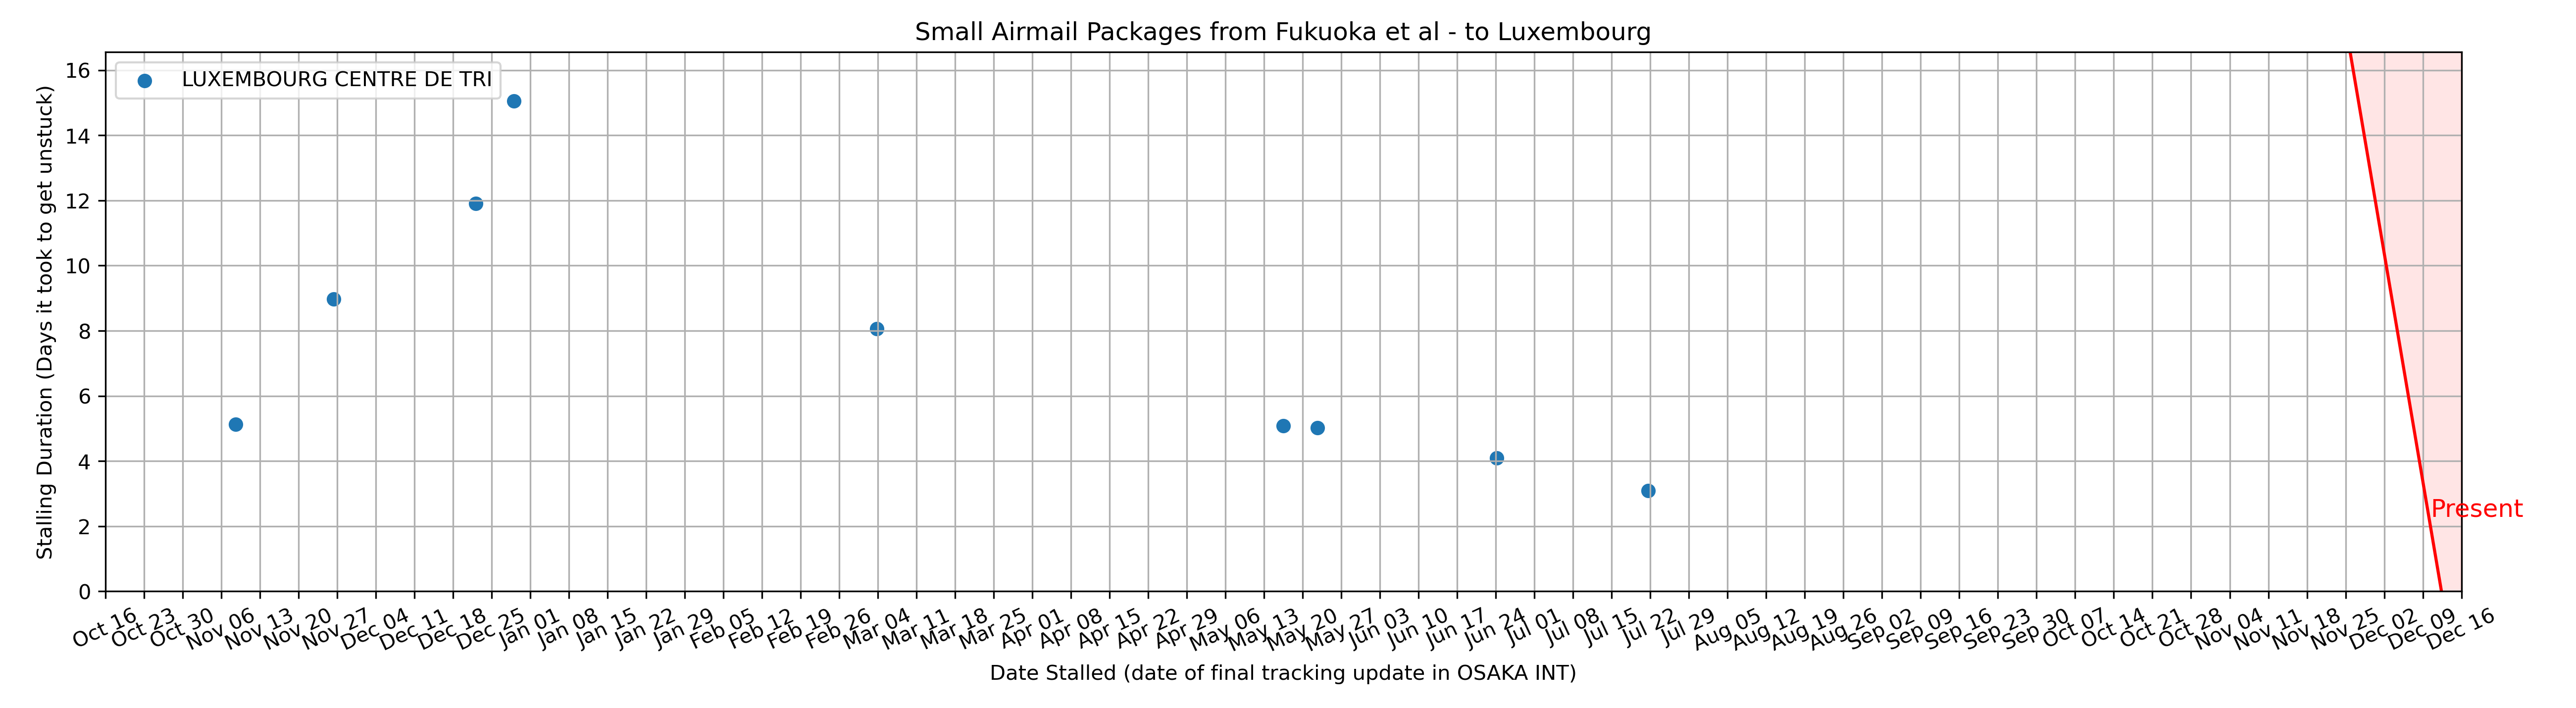 Small Airmail Packages from Fukuoka et al - to Luxembourg
LUXEMBOURG CENTRE DE TRI
Stalling Duration (Days it took to get unstuck)
16
14
12
10
8
6
4
2
0
Present
Oct 16 Oct 23 Oct 30 Nov 06 Nov 13 Nov 20 Nov 27 Dec 04 Dec 11 Dec 18 Dec 25 Jan 01 Jan 08 Jan 15 Jan 22 Jan 29 Feb 05 Feb 12 Feb 19 Feb 26 Mar 04 Mar 11 Mar 18 Mar 25 Apr 01 Apr 08 Apr 15 Apr 22 Apr 29 May 06 May 13 May 20 May 27 Jun 03 Jun 10 Jun 17 Jun 24 Jul 01 Jul 08 Jul 15 Jul 22 Jul 29 Aug 05 Aug 12 Aug 19 Aug 26 Sep 02 Sep 09 Sep 16 Sep 23 Sep 30 Oct 07 Oct 14 Oct 21 Oct 28 Nov 04 Nov 11 Nov 18 Nov 25 Dec 02 Dec 09 Dec 16
Date Stalled (date of final tracking update in OSAKA INT)